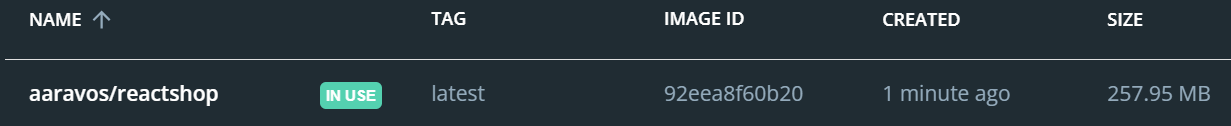 NAME ↑ TAG IMAGE ID CREATED SIZE
aaravos/reactshop IN USE latest 92eea8f60b20 1 minute ago 257.95 MB